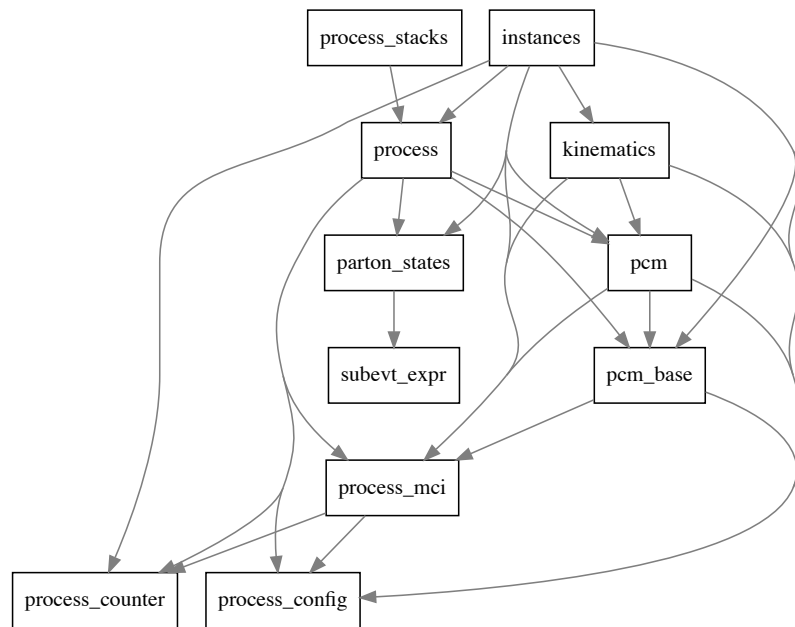 process_stacks
instances
process
kinematics
parton_states
pcm
subevt_expr
pcm_base
process_mci
process_counter
process_config